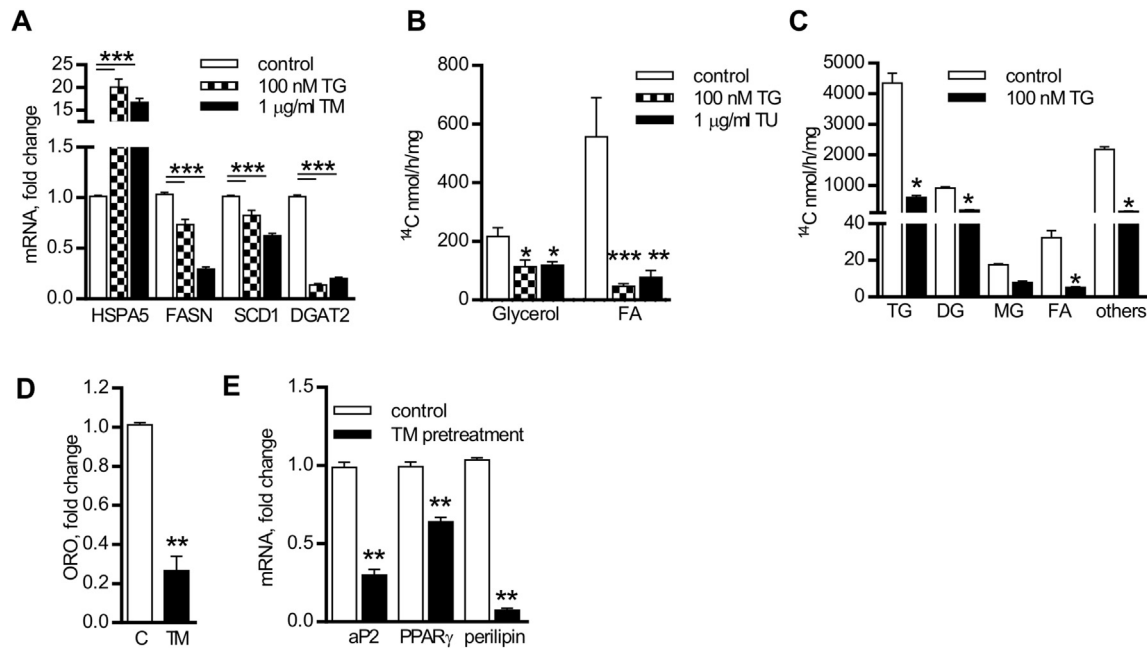 A
mRNA, fold change
25
20
15
1.0
0.5
0.0
***
***
***
***
control
100 nM TG
1 µg/ml TM
HSPA5 FASN SCD1 DGAT2
B
¹⁴C nmol/h/mg
800
600
400
200
0
control
100 nM TG
1 µg/ml TU
* * *** **
Glycerol FA
C
¹⁴C nmol/h/mg
5000
4000
3000
2000
1000
40
20
0
control
100 nM TG
* * * *
TG DG MG FA others
D
ORO, fold change
1.2
1.0
0.8
0.6
0.4
0.2
0.0
**
C TM
E
mRNA, fold change
1.5
1.0
0.5
0.0
control
TM pretreatment
** ** **
aP2 PPARγ perilipin